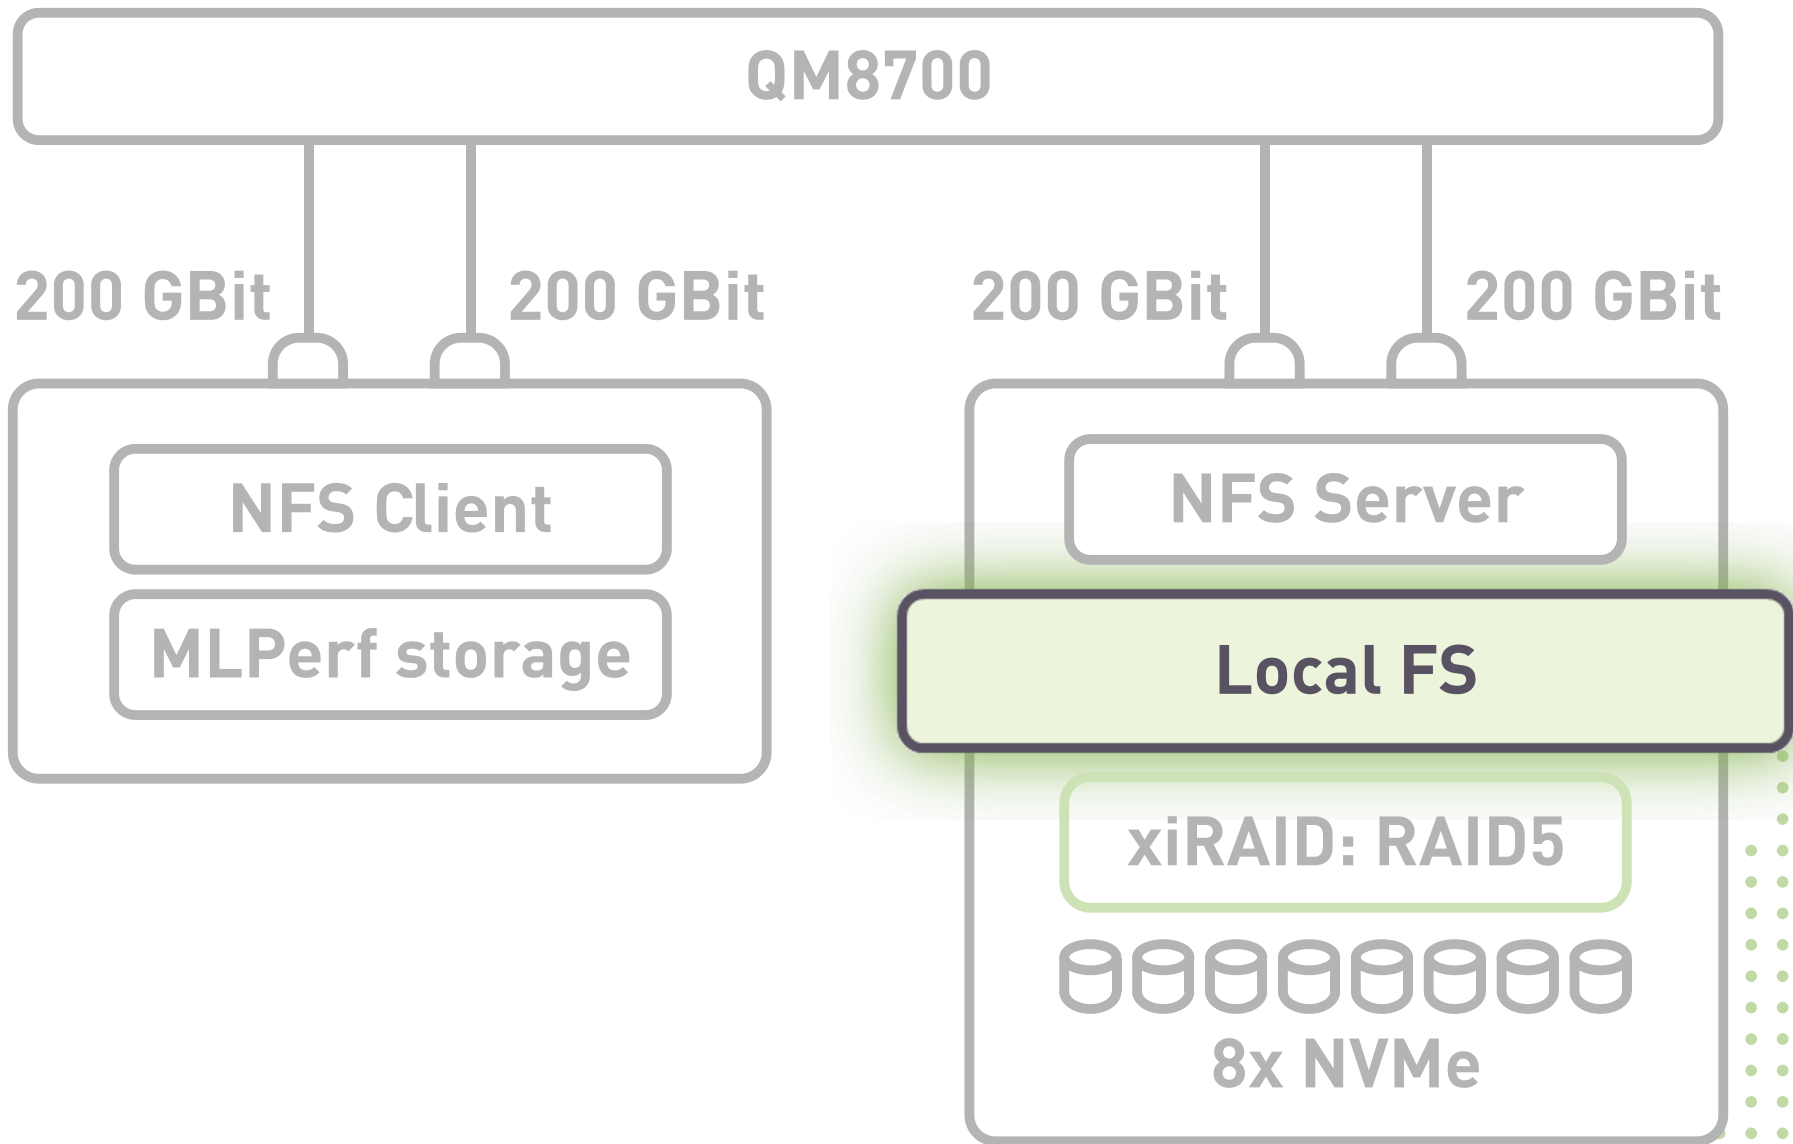 QM8700
200 GBit
200 GBit
200 GBit
200 GBit
NFS Client
MLPerf storage
NFS Server
Local FS
xiRAID: RAID5
8x NVMe